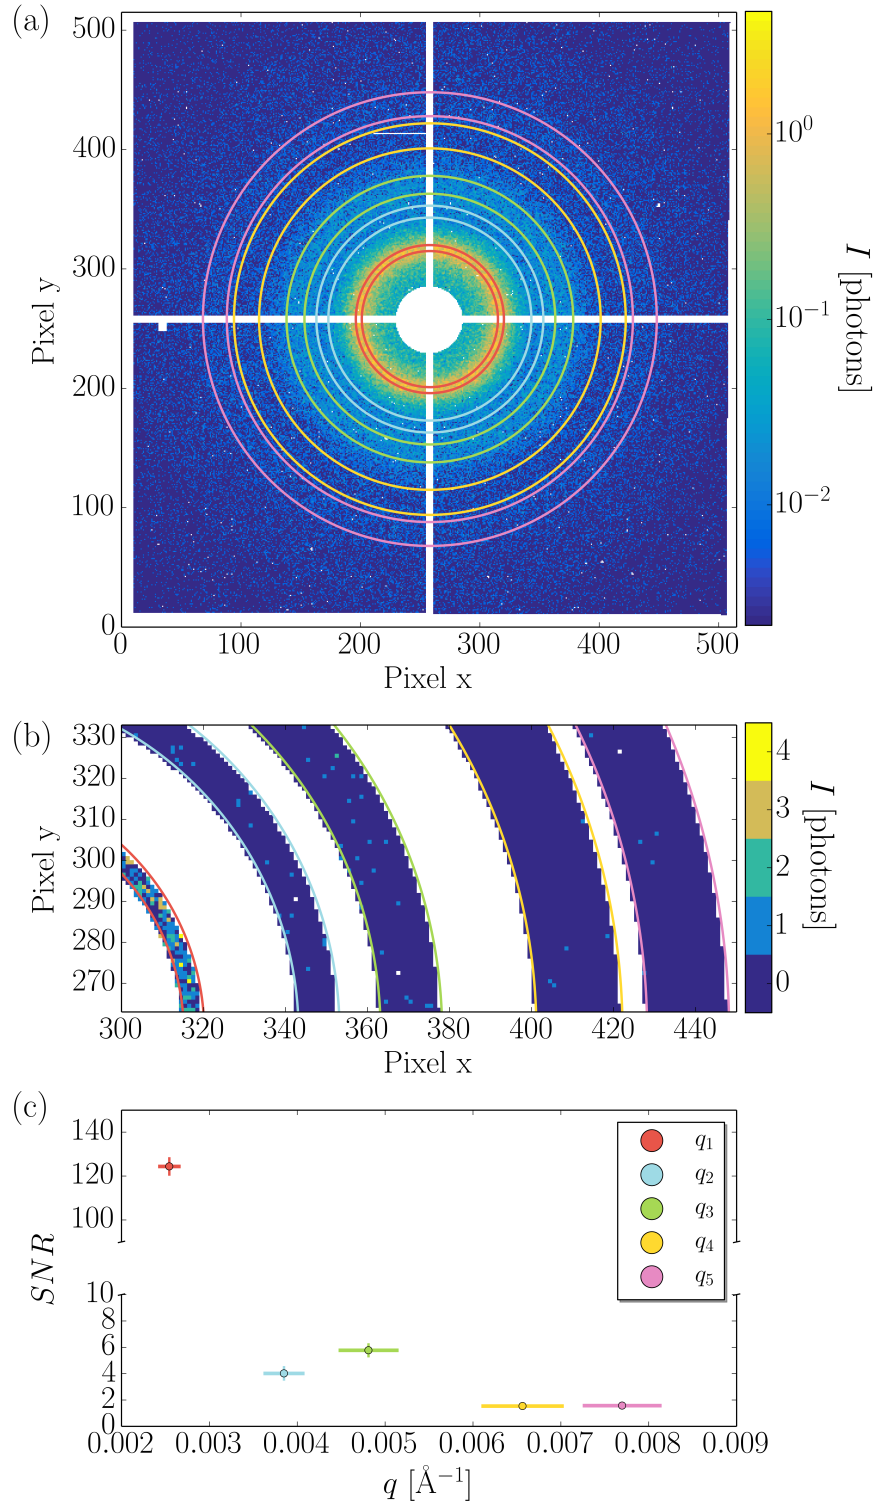 (a)
500
400
300
200
100
0
Pixel y
0 100 200 300 400 500
Pixel x
10⁰
10⁻¹
10⁻²
I [photons]
(b)
330
320
310
300
290
280
270
Pixel y
300 320 340 360 380 400 420 440
Pixel x
4
3
2
1
0
I [photons]
(c)
140
120
100
10
8
6
4
2
0
SNR
q₁
q₂
q₃
q₄
q₅
0.002 0.003 0.004 0.005 0.006 0.007 0.008 0.009
q [Å⁻¹]